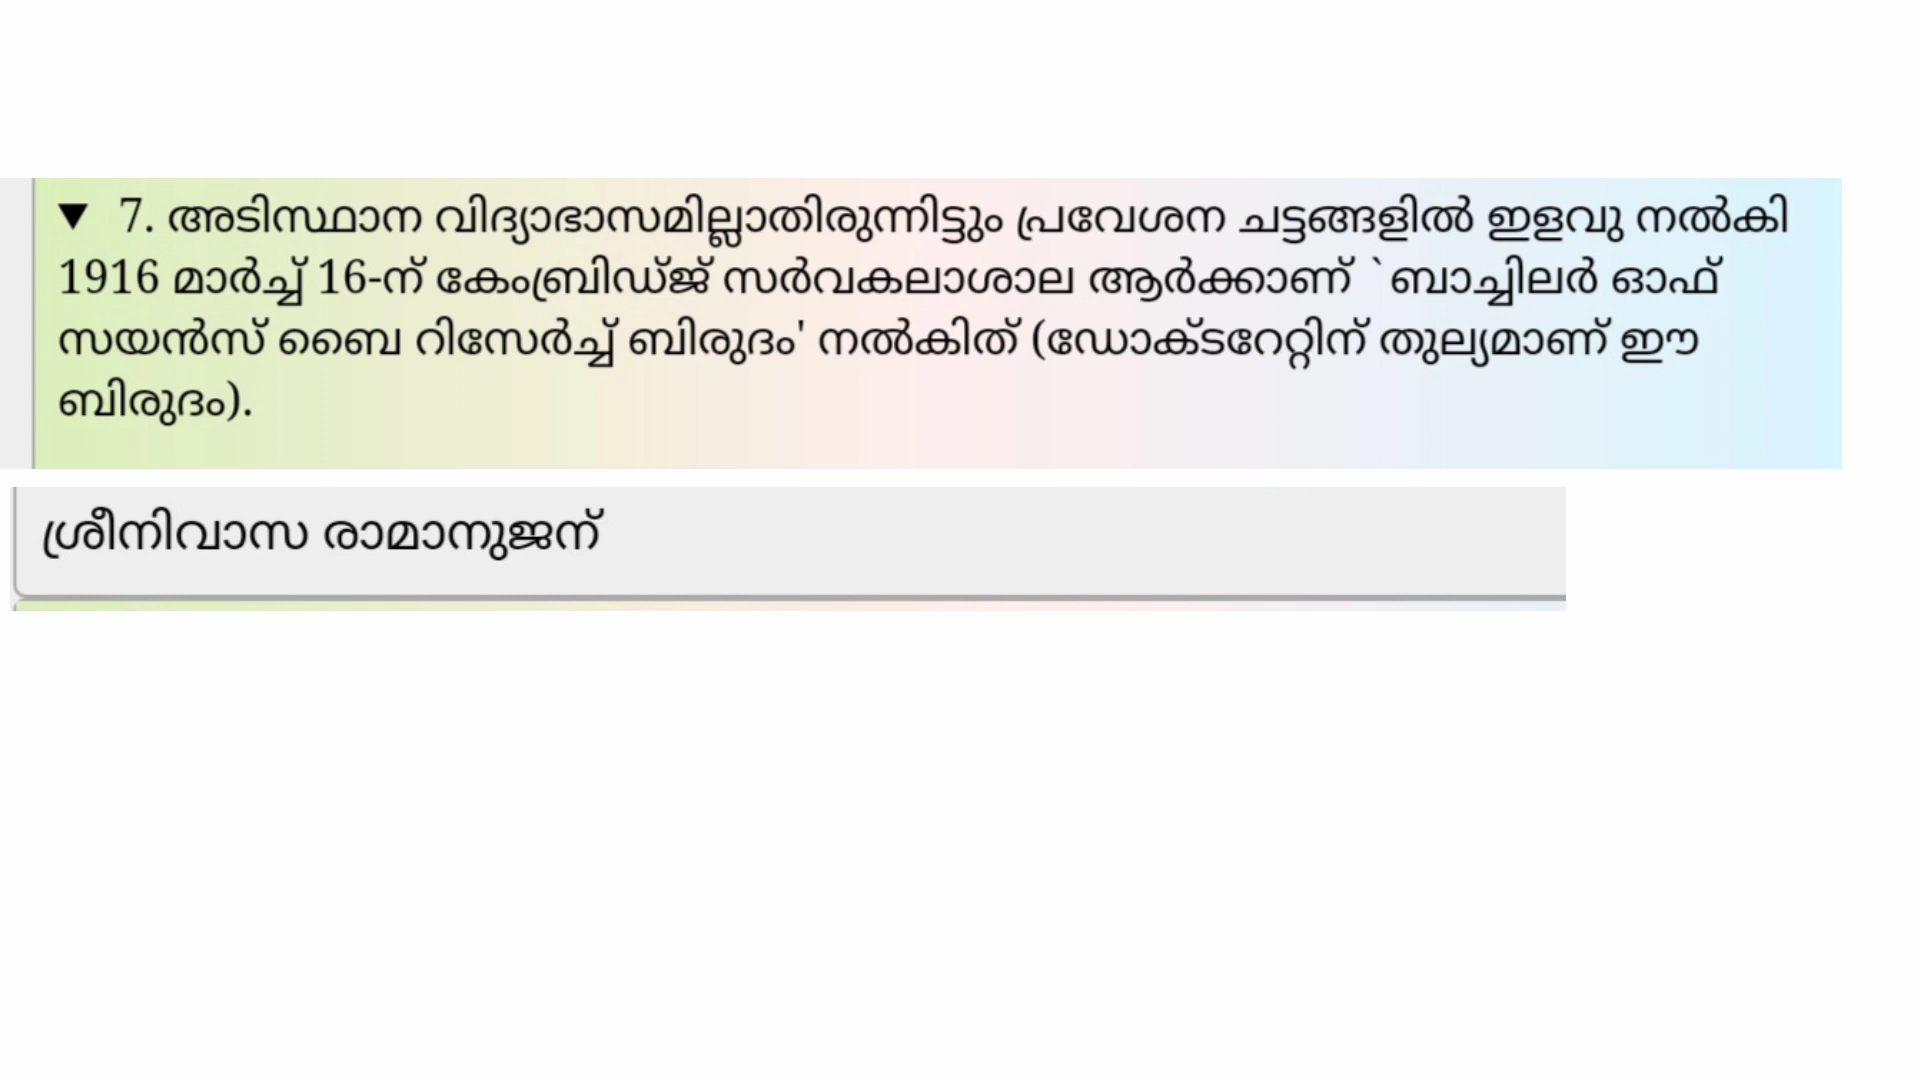 ▼ 7. അടിസ്ഥാന വിദ്യാഭാസമില്ലാതിരുന്നിട്ടും പ്രവേശന ചട്ടങ്ങളിൽ ഇളവു നൽകി
1916 മാർച്ച് 16-ന് കേംബ്രിഡ്ജ് സർവകലാശാല ആർക്കാണ് `ബാച്ചിലർ ഓഫ്
സയൻസ് ബൈ റിസേർച്ച് ബിരുദം' നൽകിത് (ഡോക്ടറേറ്റിന് തുല്യമാണ് ഈ
ബിരുദം).
ശ്രീനിവാസ രാമാനുജന്